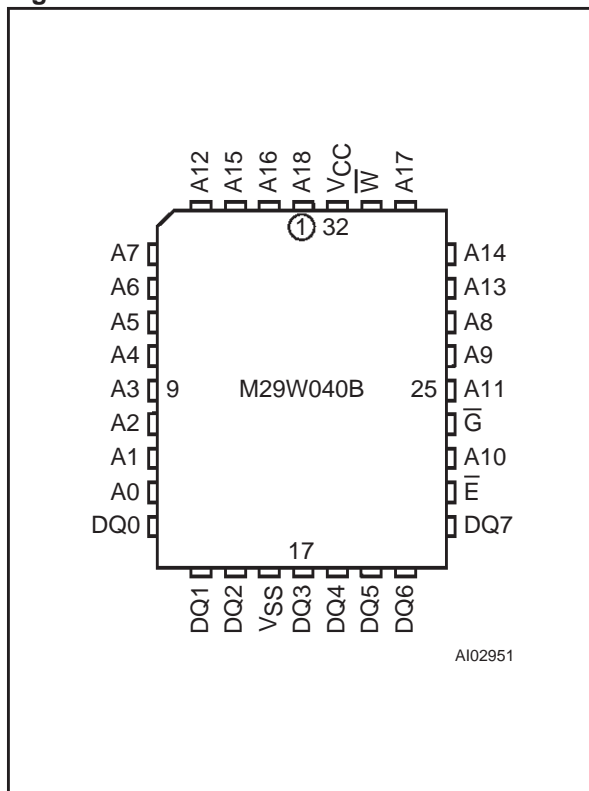 A12 A15 A16 A18 VCC W̅ A17
1 32
A7 A14
A6 A13
A5 A8
A4 A9
A3 9 M29W040B 25 A11
A2 G̅
A1 A10
A0 E̅
DQ0 DQ7
17
DQ1 DQ2 VSS DQ3 DQ4 DQ5 DQ6
AI02951